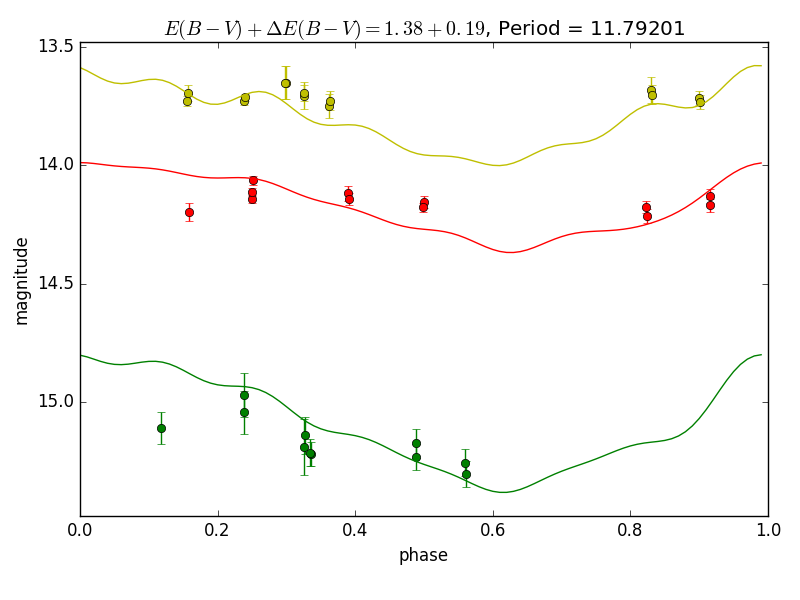 E(B − V) + ΔE(B − V) = 1.38 + 0.19, Period = 11.79201
13.5
14.0
14.5
15.0
magnitude
0.0 0.2 0.4 0.6 0.8 1.0
phase